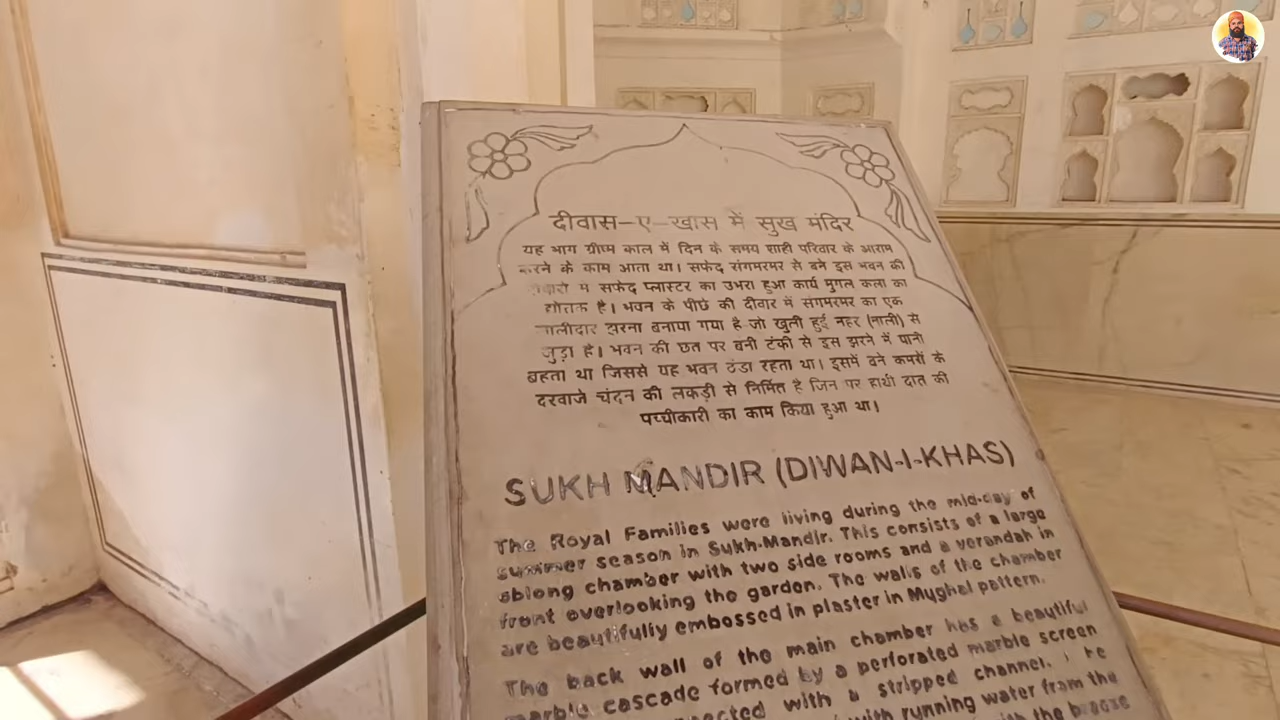 दीवास-ए-खास में सुख मंदिर
यह भाग ग्रीष्म काल में दिन के समय साही परिवार के आराम
करने के काम आता था। सफेद संगमरमर से बने इस भवन की
में सफेद प्लास्टर का उभरा हुआ कार्य मुगल कला का
है। भवन के पीछे की दीवार में संगमरमर का एक
जालीदार झरना बनाया गया है जो खुली हुई नहर (नाली) से
जुड़ा है। भवन की छत पर बनी टंकी से इस झरने में पानी
बहता था जिससे यह भवन ठंडा रहता था। इसमें बने कमरों के
दरवाजे चंदन की लकड़ी से निर्मित है जिन पर हाथी दात की
पच्चीकारी का काम किया हुआ था।
SUKH MANDIR (DIWAN-I-KHAS)
The Royal Families were living during the mid-day of
summer season in Sukh-Mandir. This consists of a large
oblong chamber with two side rooms and a verandah in
front overlooking the garden. The walls of the chamber
are beautifully embossed in plaster in Mughal pattern.
The back wall of the main chamber has a beautiful
marble cascade formed by a perforated marble screen
with a stripped channel.
with running water from the
the breeze